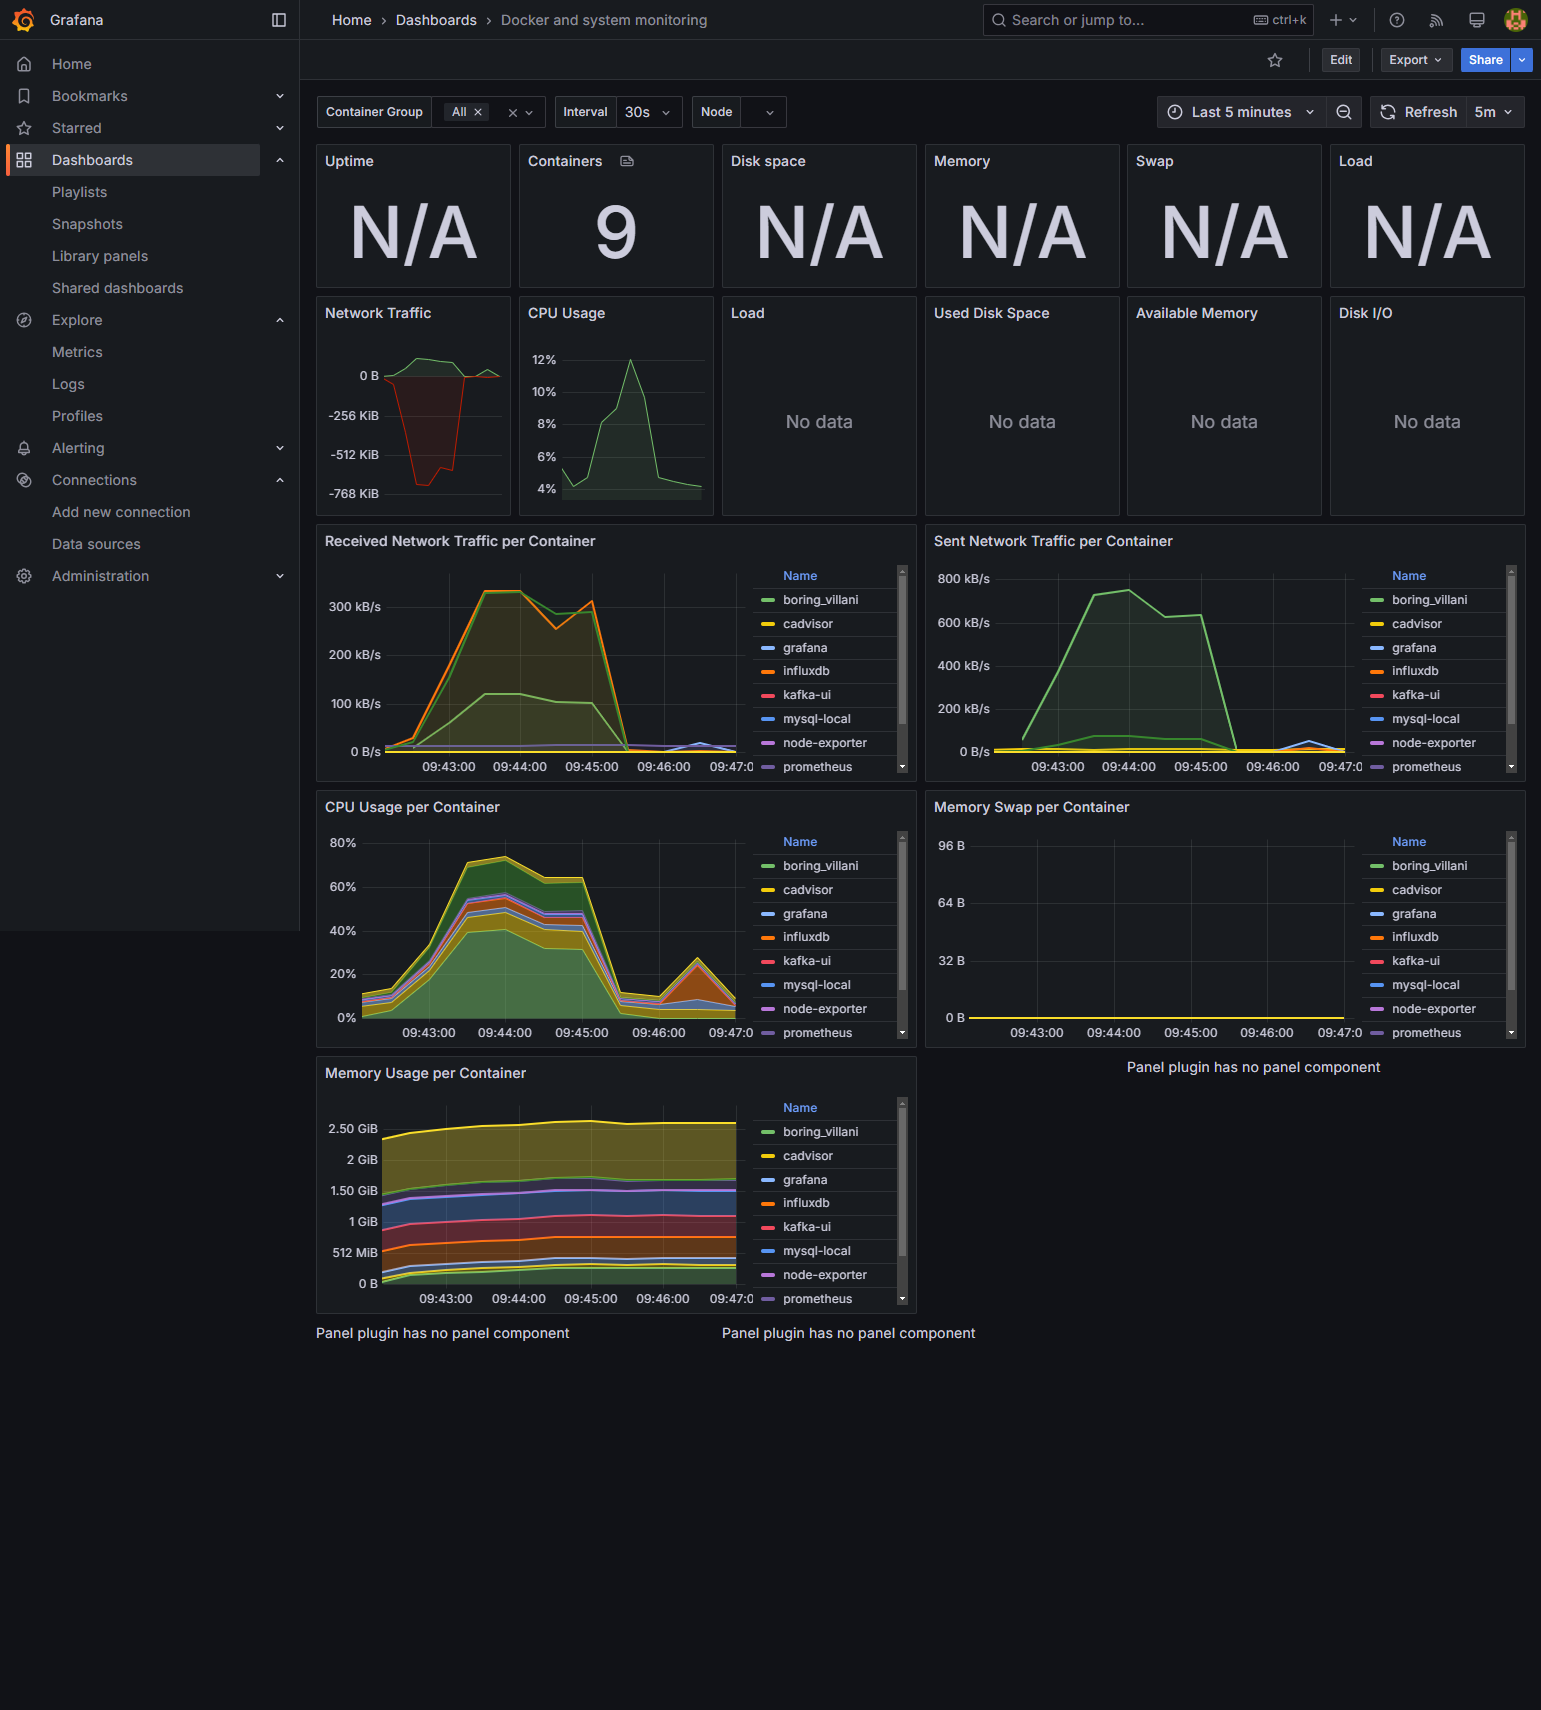 Grafana
Home › Dashboards › Docker and system monitoring
Search or jump to... ctrl+k
Home
Bookmarks
Starred
Dashboards
Playlists
Snapshots
Library panels
Shared dashboards
Explore
Metrics
Logs
Profiles
Alerting
Connections
Add new connection
Data sources
Administration
Edit Export Share
Container Group All Interval 30s Node Last 5 minutes Refresh 5m
Uptime
N/A
Containers
9
Disk space
N/A
Memory
N/A
Swap
N/A
Load
N/A
Network Traffic
0 B
-256 KiB
-512 KiB
-768 KiB
CPU Usage
12%
10%
8%
6%
4%
Load
No data
Used Disk Space
No data
Available Memory
No data
Disk I/O
No data
Received Network Traffic per Container
300 kB/s
200 kB/s
100 kB/s
0 B/s
09:43:00 09:44:00 09:45:00 09:46:00 09:47:0
Name
boring_villani
cadvisor
grafana
influxdb
kafka-ui
mysql-local
node-exporter
prometheus
Sent Network Traffic per Container
800 kB/s
600 kB/s
400 kB/s
200 kB/s
0 B/s
09:43:00 09:44:00 09:45:00 09:46:00 09:47:0
Name
boring_villani
cadvisor
grafana
influxdb
kafka-ui
mysql-local
node-exporter
prometheus
CPU Usage per Container
80%
60%
40%
20%
0%
09:43:00 09:44:00 09:45:00 09:46:00 09:47:0
Name
boring_villani
cadvisor
grafana
influxdb
kafka-ui
mysql-local
node-exporter
prometheus
Memory Swap per Container
96 B
64 B
32 B
0 B
09:43:00 09:44:00 09:45:00 09:46:00 09:47:0
Name
boring_villani
cadvisor
grafana
influxdb
kafka-ui
mysql-local
node-exporter
prometheus
Memory Usage per Container
2.50 GiB
2 GiB
1.50 GiB
1 GiB
512 MiB
0 B
09:43:00 09:44:00 09:45:00 09:46:00 09:47:0
Name
boring_villani
cadvisor
grafana
influxdb
kafka-ui
mysql-local
node-exporter
prometheus
Panel plugin has no panel component
Panel plugin has no panel component
Panel plugin has no panel component